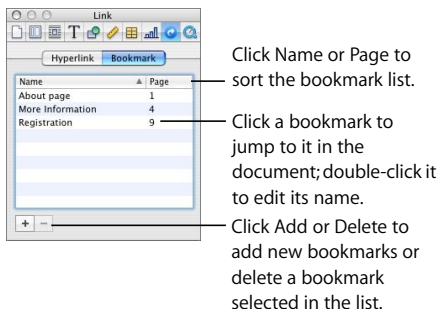 Link
T
Hyperlink Bookmark
Name Page
About page 1
More Information 4
Registration 9
+ −
Click Name or Page to
sort the bookmark list.
Click a bookmark to
jump to it in the
document; double-click it
to edit its name.
Click Add or Delete to
add new bookmarks or
delete a bookmark
selected in the list.